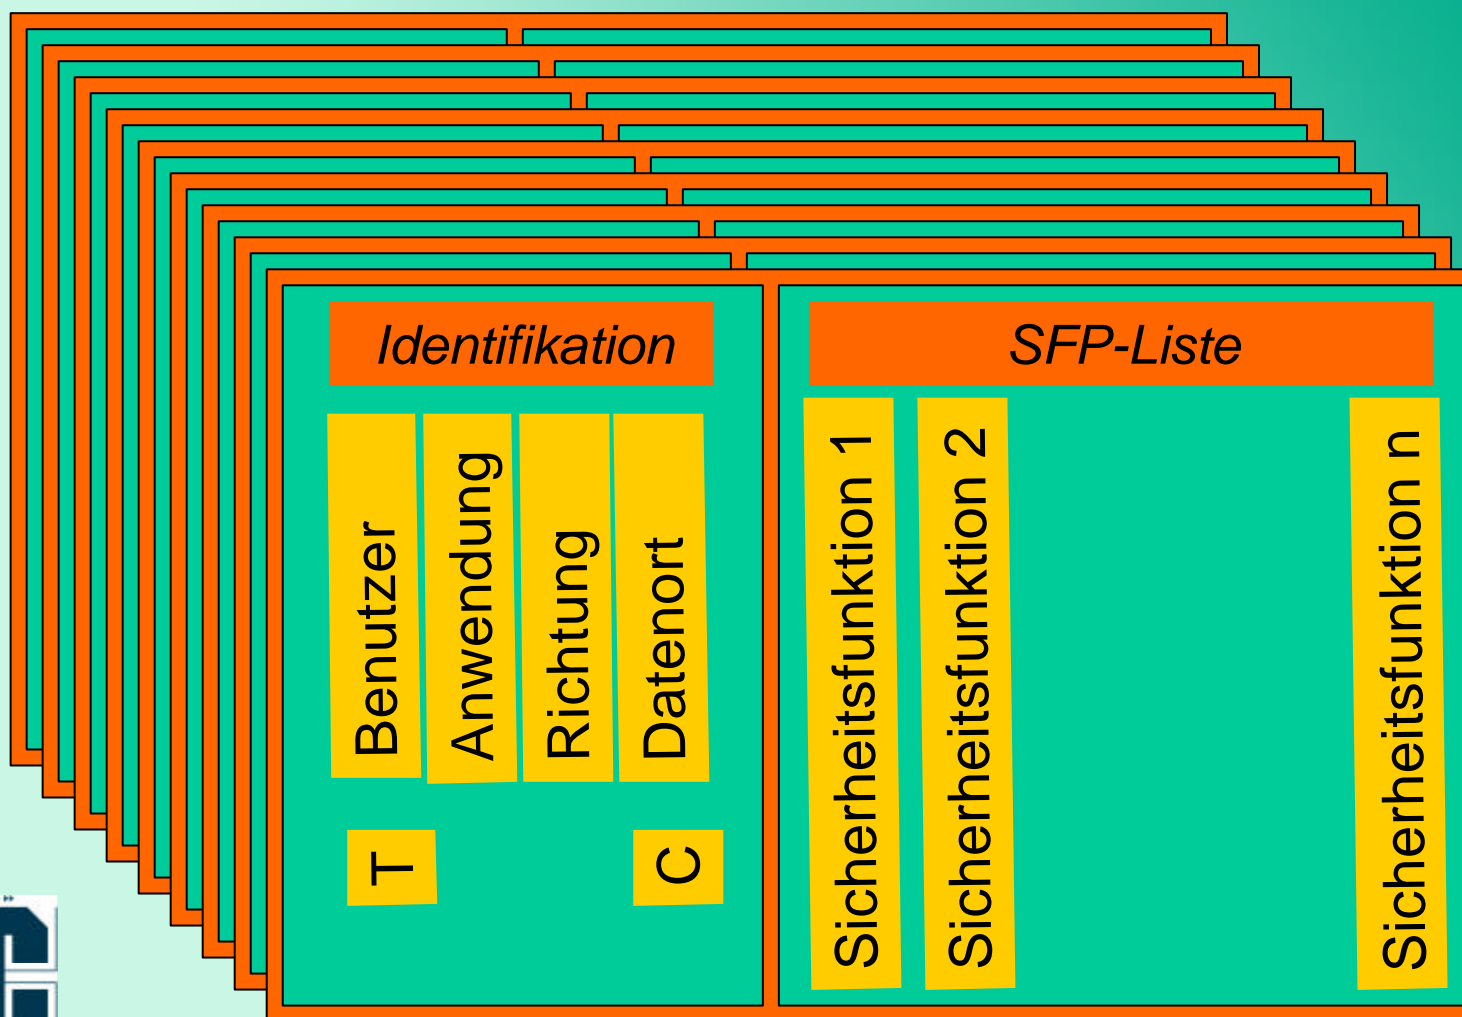 Identifikation
SFP-Liste
Benutzer
Anwendung
Richtung
Datenort
T
C
Sicherheitsfunktion 1
Sicherheitsfunktion 2
Sicherheitsfunktion n